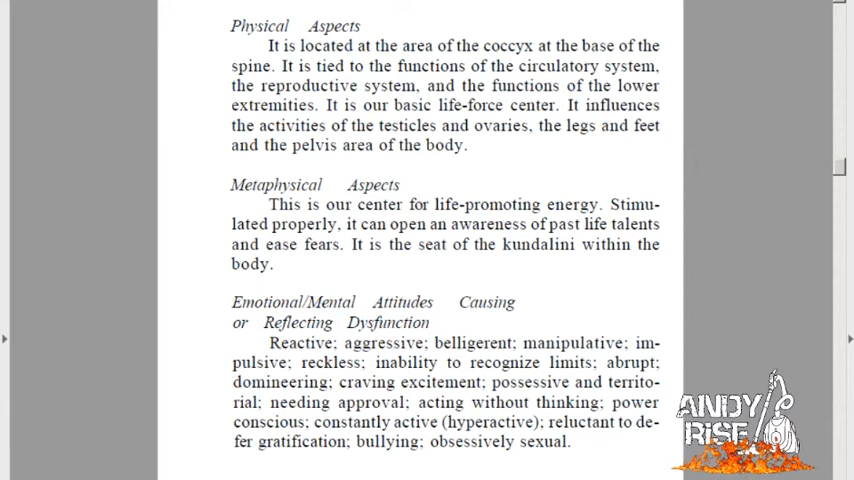 Physical Aspects
It is located at the area of the coccyx at the base of the
spine. It is tied to the functions of the circulatory system,
the reproductive system, and the functions of the lower
extremities. It is our basic life-force center. It influences
the activities of the testicles and ovaries, the legs and feet
and the pelvis area of the body.
Metaphysical Aspects
This is our center for life-promoting energy. Stimu-
lated properly, it can open an awareness of past life talents
and ease fears. It is the seat of the kundalini within the
body.
Emotional/Mental Attitudes Causing
or Reflecting Dysfunction
Reactive; aggressive; belligerent; manipulative; im-
pulsive; reckless; inability to recognize limits; abrupt;
domineering; craving excitement; possessive and territo-
rial; needing approval; acting without thinking; power
conscious; constantly active (hyperactive); reluctant to de-
fer gratification; bullying; obsessively sexual.
ANDY
RISE